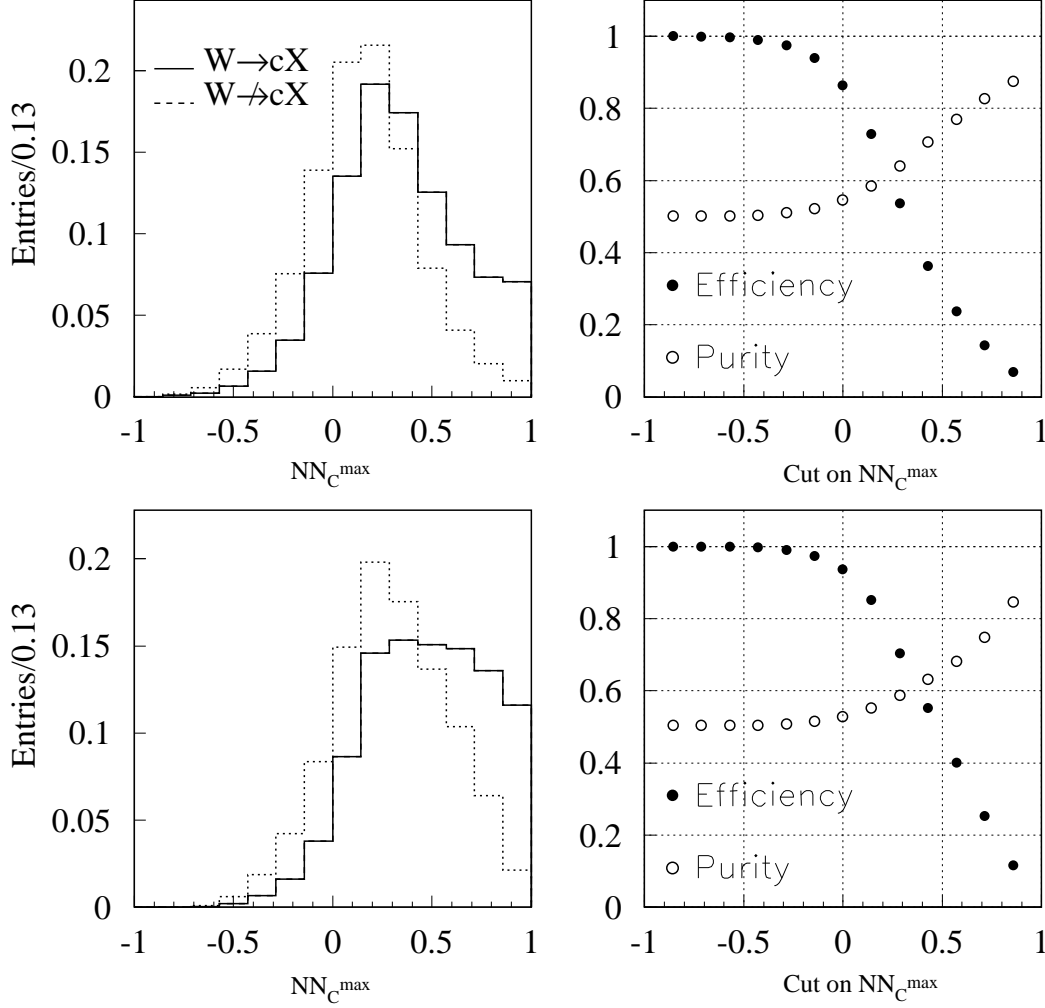 W→cX
W↛cX
Entries/0.13
0.2
0.15
0.1
0.05
0
-1 -0.5 0 0.5 1
NN_C^max
1
0.8
0.6
0.4
0.2
0
Efficiency
Purity
-1 -0.5 0 0.5 1
Cut on NN_C^max
Entries/0.13
0.2
0.15
0.1
0.05
0
-1 -0.5 0 0.5 1
NN_C^max
1
0.8
0.6
0.4
0.2
0
Efficiency
Purity
-1 -0.5 0 0.5 1
Cut on NN_C^max